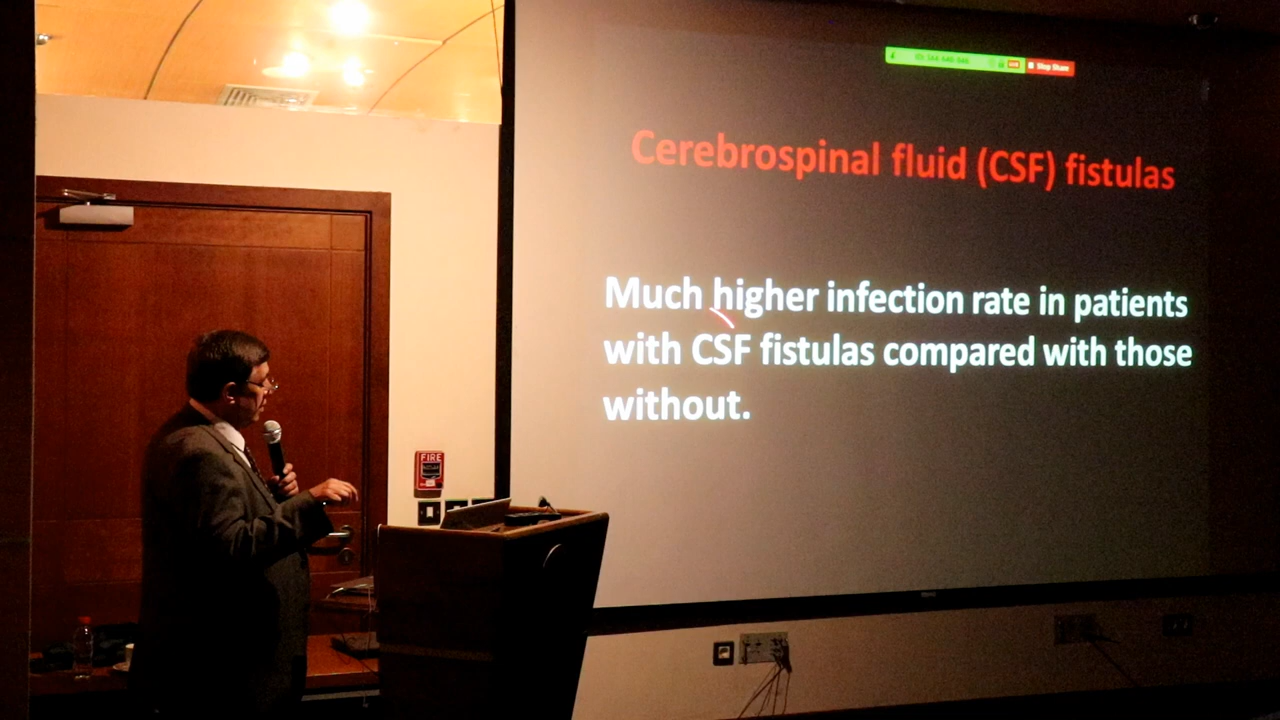 Stop Share
Cerebrospinal fluid (CSF) fistulas
Much higher infection rate in patients
with CSF fistulas compared with those
without.
FIRE